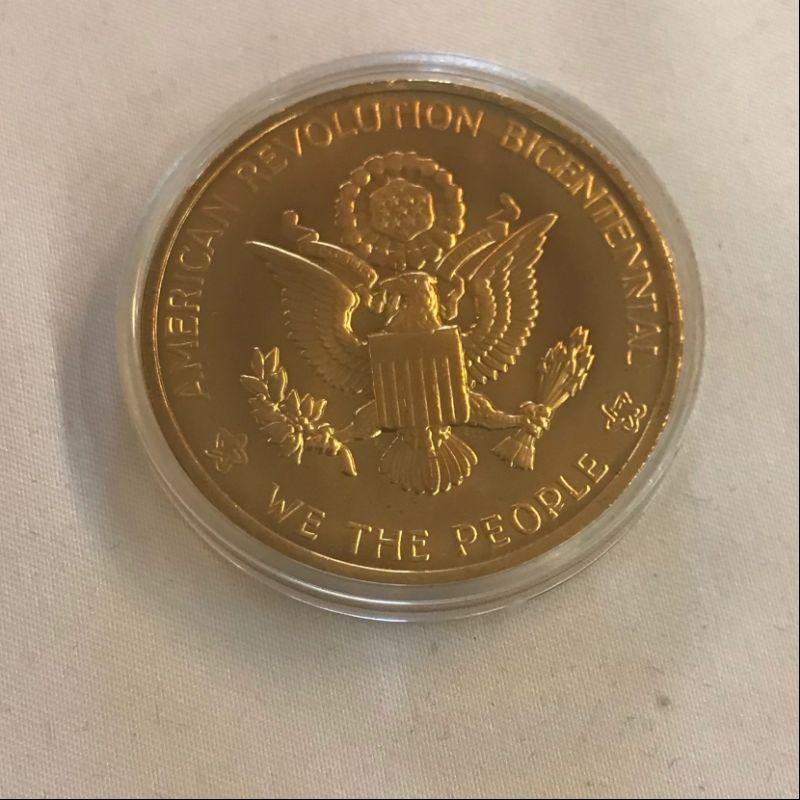 AMERICAN REVOLUTION BICENTENNIAL
WE THE PEOPLE